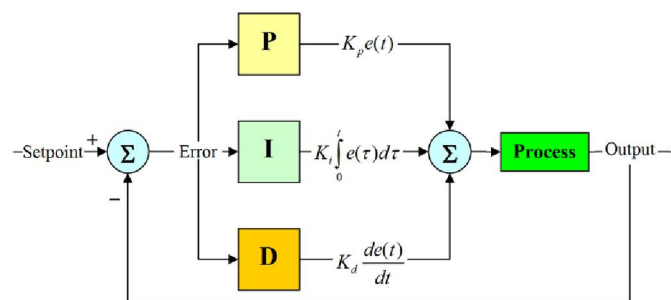 P
K_p e(t)
–Setpoint
+
Σ
Error
I
K_i ∫_0^t e(τ)dτ
Σ
Process
Output
−
D
K_d de(t)/dt